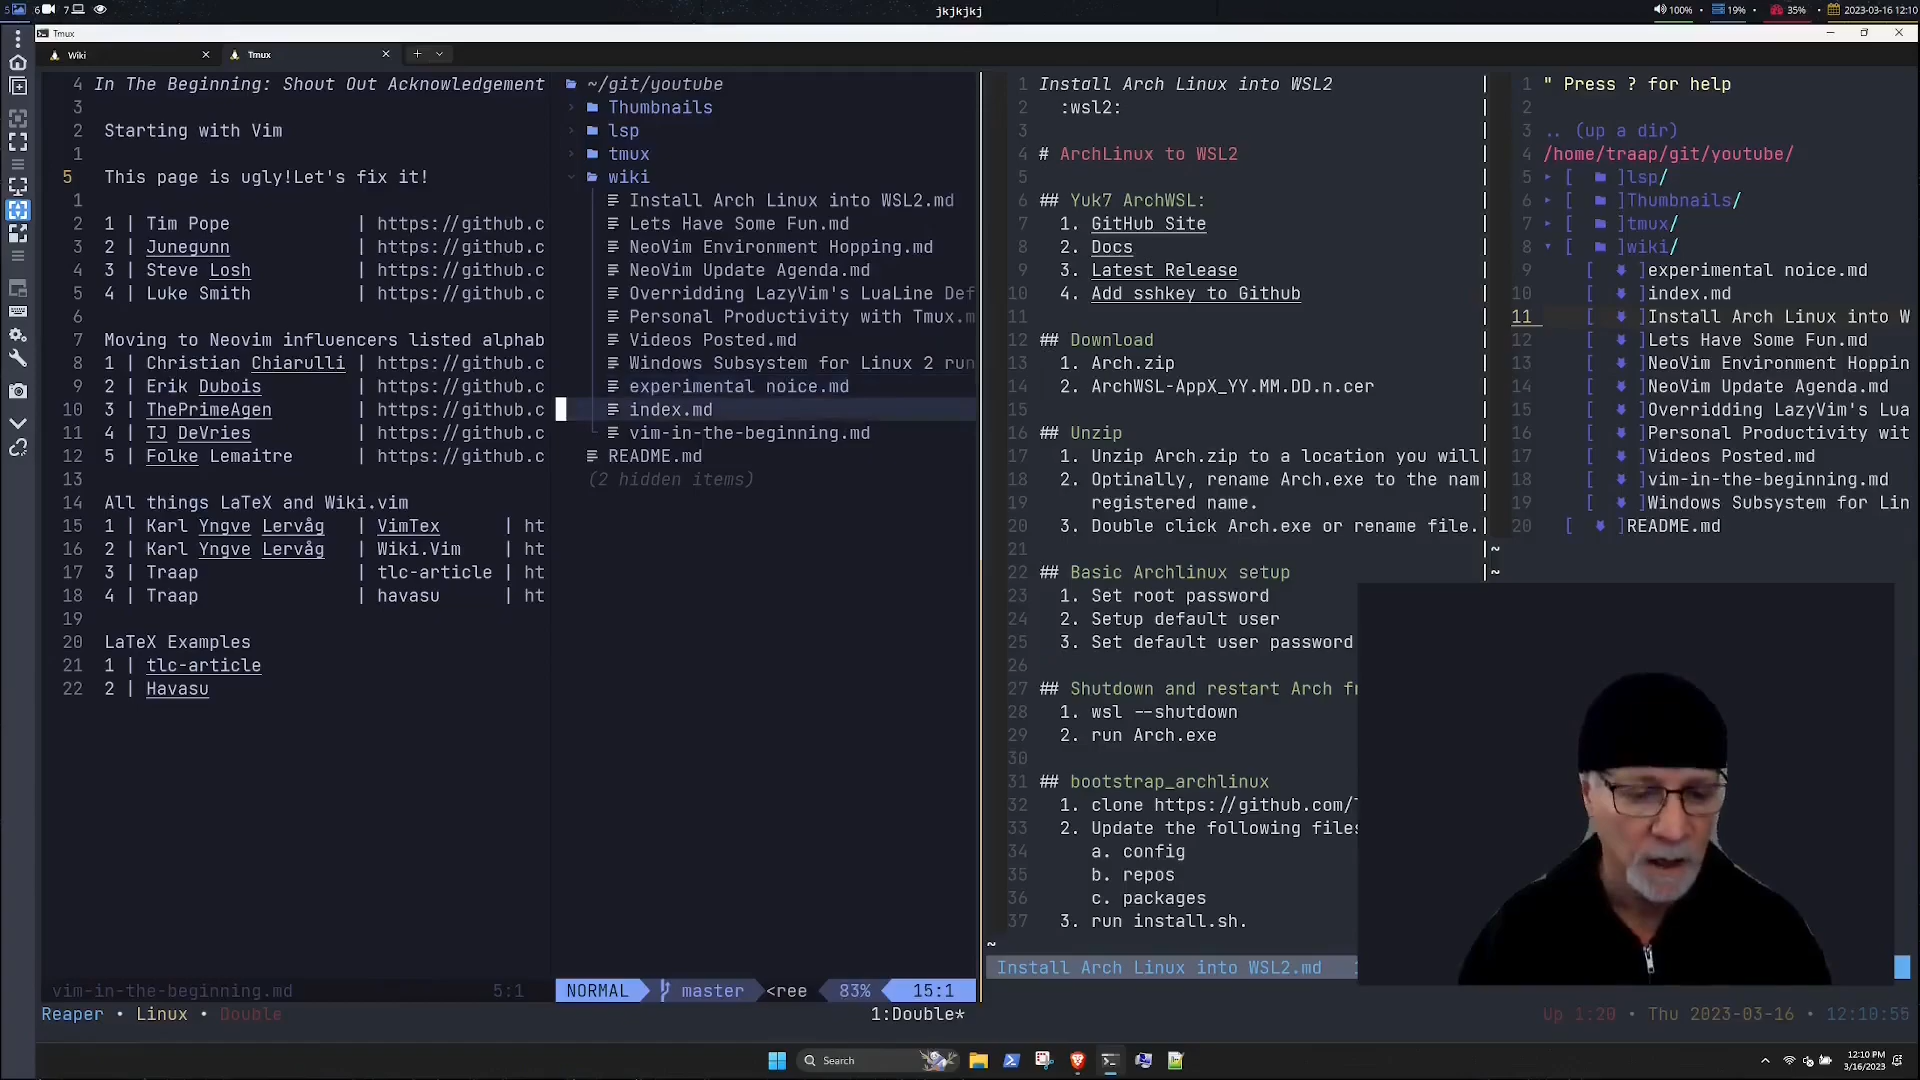 5 6 7
jkjkjkj
100% • 19% • 35% • 2023-03-16 12:10
Tmux
Wiki
Tmux
4 In The Beginning: Shout Out Acknowledgement
3
2 Starting with Vim
1
5 This page is ugly!Let's fix it!
1
2 1 | Tim Pope | https://github.c
3 2 | Junegunn | https://github.c
4 3 | Steve Losh | https://github.c
5 4 | Luke Smith | https://github.c
6
7 Moving to Neovim influencers listed alphab
8 1 | Christian Chiarulli | https://github.c
9 2 | Erik Dubois | https://github.c
10 3 | ThePrimeAgen | https://github.c
11 4 | TJ DeVries | https://github.c
12 5 | Folke Lemaitre | https://github.c
13
14 All things LaTeX and Wiki.vim
15 1 | Karl Yngve Lervåg | VimTex | ht
16 2 | Karl Yngve Lervåg | Wiki.Vim | ht
17 3 | Traap | tlc-article | ht
18 4 | Traap | havasu | ht
19
20 LaTeX Examples
21 1 | tlc-article
22 2 | Havasu
vim-in-the-beginning.md 5:1
~/git/youtube
Thumbnails
lsp
tmux
wiki
Install Arch Linux into WSL2.md
Lets Have Some Fun.md
NeoVim Environment Hopping.md
NeoVim Update Agenda.md
Overridding LazyVim's LuaLine Def
Personal Productivity with Tmux.m
Videos Posted.md
Windows Subsystem for Linux 2 run
experimental noice.md
index.md
vim-in-the-beginning.md
README.md
(2 hidden items)
NORMAL master <ree 83% 15:1
1 Install Arch Linux into WSL2
2 :wsl2:
3
4 # ArchLinux to WSL2
5
6 ## Yuk7 ArchWSL:
7 1. GitHub Site
8 2. Docs
9 3. Latest Release
10 4. Add sshkey to Github
11
12 ## Download
13 1. Arch.zip
14 2. ArchWSL-AppX_YY.MM.DD.n.cer
15
16 ## Unzip
17 1. Unzip Arch.zip to a location you will
18 2. Optinally, rename Arch.exe to the nam
19 registered name.
20 3. Double click Arch.exe or rename file.
21
22 ## Basic Archlinux setup
23 1. Set root password
24 2. Setup default user
25 3. Set default user password
26
27 ## Shutdown and restart Arch fr
28 1. wsl --shutdown
29 2. run Arch.exe
30
31 ## bootstrap_archlinux
32 1. clone https://github.com/
33 2. Update the following files
34 a. config
35 b. repos
36 c. packages
37 3. run install.sh.
~
Install Arch Linux into WSL2.md
1 " Press ? for help
2
3 .. (up a dir)
4 /home/traap/git/youtube/
5 ▸ [ ]lsp/
6 ▸ [ ]Thumbnails/
7 ▸ [ ]tmux/
8 ▾ [ ]wiki/
9 [ ]experimental noice.md
10 [ ]index.md
11 [ ]Install Arch Linux into W
12 [ ]Lets Have Some Fun.md
13 [ ]NeoVim Environment Hoppin
14 [ ]NeoVim Update Agenda.md
15 [ ]Overridding LazyVim's Lua
16 [ ]Personal Productivity wit
17 [ ]Videos Posted.md
18 [ ]vim-in-the-beginning.md
19 [ ]Windows Subsystem for Lin
20 [ ]README.md
~
~
Reaper • Linux • Double
1:Double*
Up 1:20 • Thu 2023-03-16 • 12:10:55
Search
12:10 PM
3/16/2023